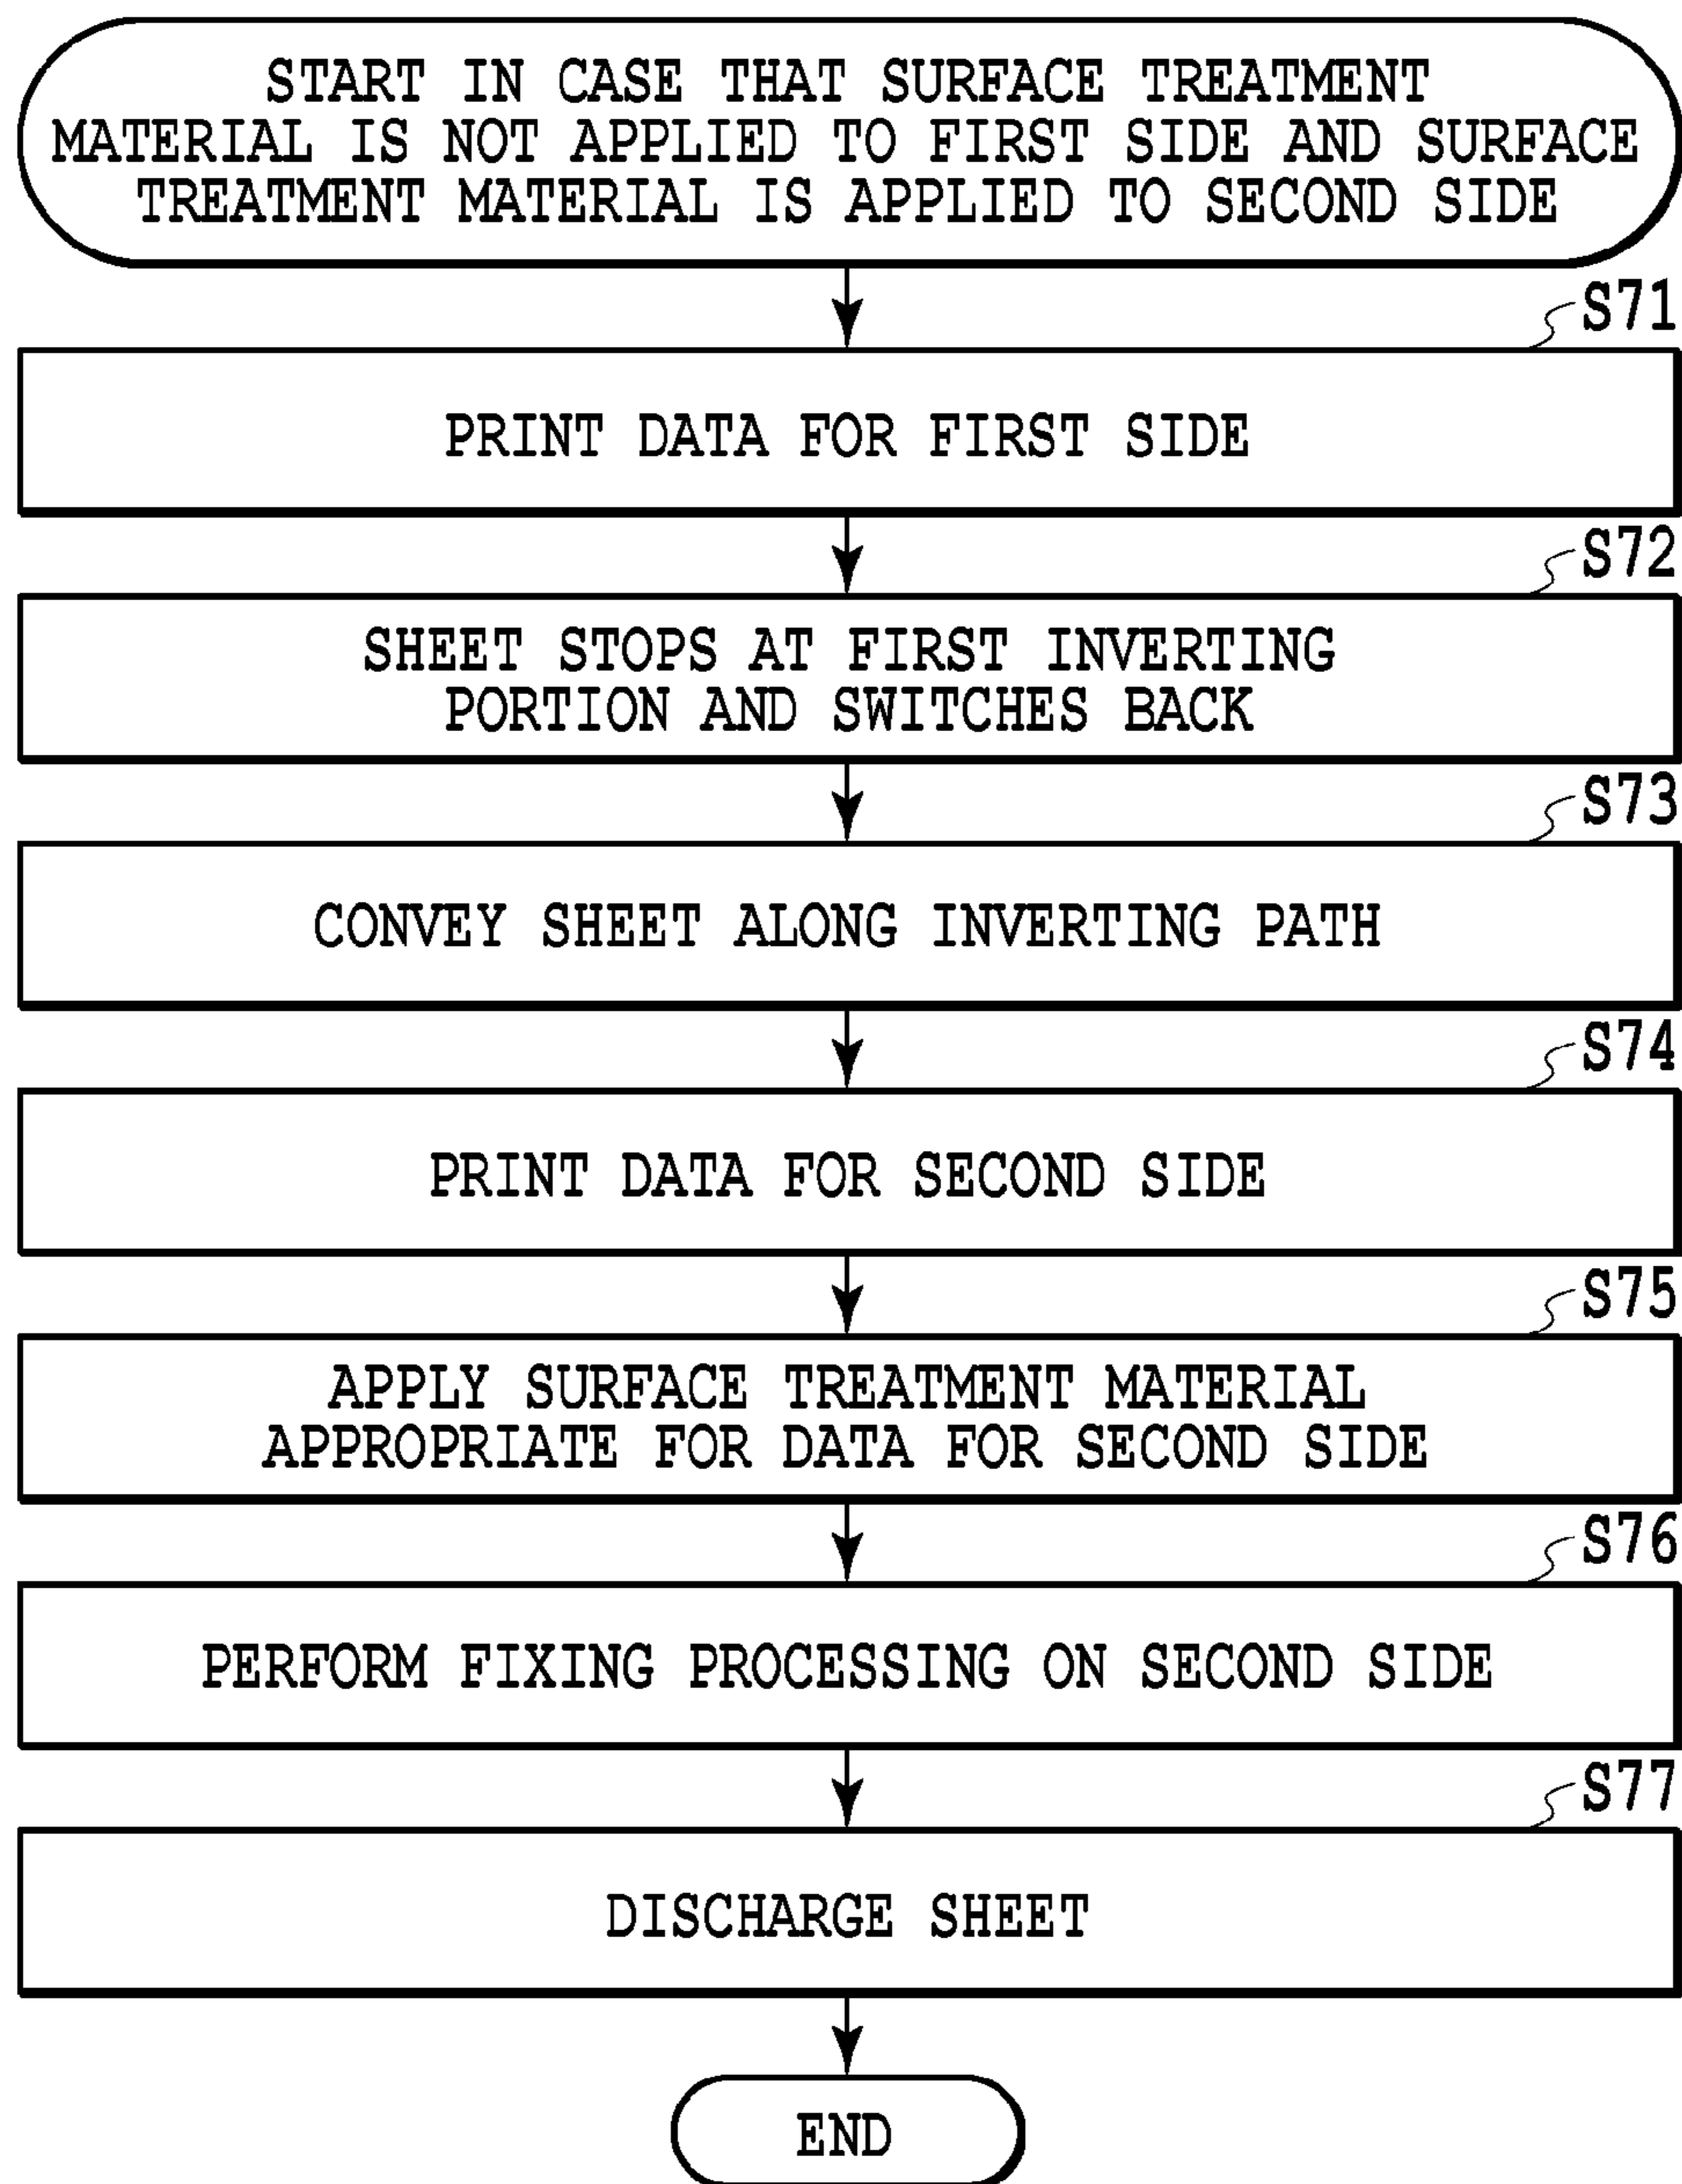 START IN CASE THAT SURFACE TREATMENT
MATERIAL IS NOT APPLIED TO FIRST SIDE AND SURFACE
TREATMENT MATERIAL IS APPLIED TO SECOND SIDE
S71
PRINT DATA FOR FIRST SIDE
S72
SHEET STOPS AT FIRST INVERTING
PORTION AND SWITCHES BACK
S73
CONVEY SHEET ALONG INVERTING PATH
S74
PRINT DATA FOR SECOND SIDE
S75
APPLY SURFACE TREATMENT MATERIAL
APPROPRIATE FOR DATA FOR SECOND SIDE
S76
PERFORM FIXING PROCESSING ON SECOND SIDE
S77
DISCHARGE SHEET
END